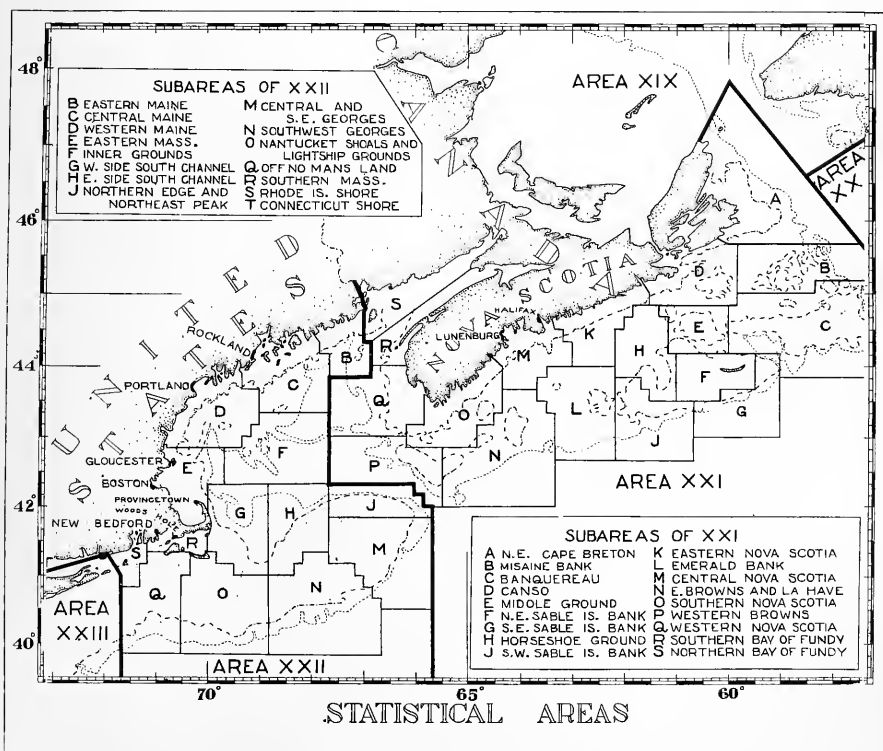 48°
46°
44°
42°
40°
SUBAREAS OF XXII
B EASTERN MAINE
C CENTRAL MAINE
D WESTERN MAINE
E EASTERN MASS.
F INNER GROUNDS
G W. SIDE SOUTH CHANNEL
H E. SIDE SOUTH CHANNEL
J NORTHERN EDGE AND
NORTHEAST PEAK
M CENTRAL AND
S.E. GEORGES
N SOUTHWEST GEORGES
O NANTUCKET SHOALS AND
LIGHTSHIP GROUNDS
Q OFF NO MANS LAND
R SOUTHERN MASS.
S RHODE IS. SHORE
T CONNECTICUT SHORE
AREA XIX
AREA
XX
CANADA
UNITED
STATES
NOVA SCOTIA
HALIFAX
LUNENBURG
ROCKLAND
PORTLAND
GLOUCESTER
BOSTON
PROVINCETOWN
WOODS HOLE
NEW BEDFORD
A
B
C
D
E
F
G
H
J
K
L
M
N
O
P
Q
R
S
B
C
D
E
F
G
H
J
M
N
O
Q
R
S
AREA XXI
AREA
XXIII
AREA XXII
SUBAREAS OF XXI
A N.E. CAPE BRETON
B MISAINE BANK
C BANQUEREAU
D CANSO
E MIDDLE GROUND
F N.E. SABLE IS. BANK
G S.E. SABLE IS. BANK
H HORSESHOE GROUND
J S.W. SABLE IS. BANK
K EASTERN NOVA SCOTIA
L EMERALD BANK
M CENTRAL NOVA SCOTIA
N E. BROWNS AND LA HAVE
O SOUTHERN NOVA SCOTIA
P WESTERN BROWNS
Q WESTERN NOVA SCOTIA
R SOUTHERN BAY OF FUNDY
S NORTHERN BAY OF FUNDY
70°
65°
60°
STATISTICAL AREAS